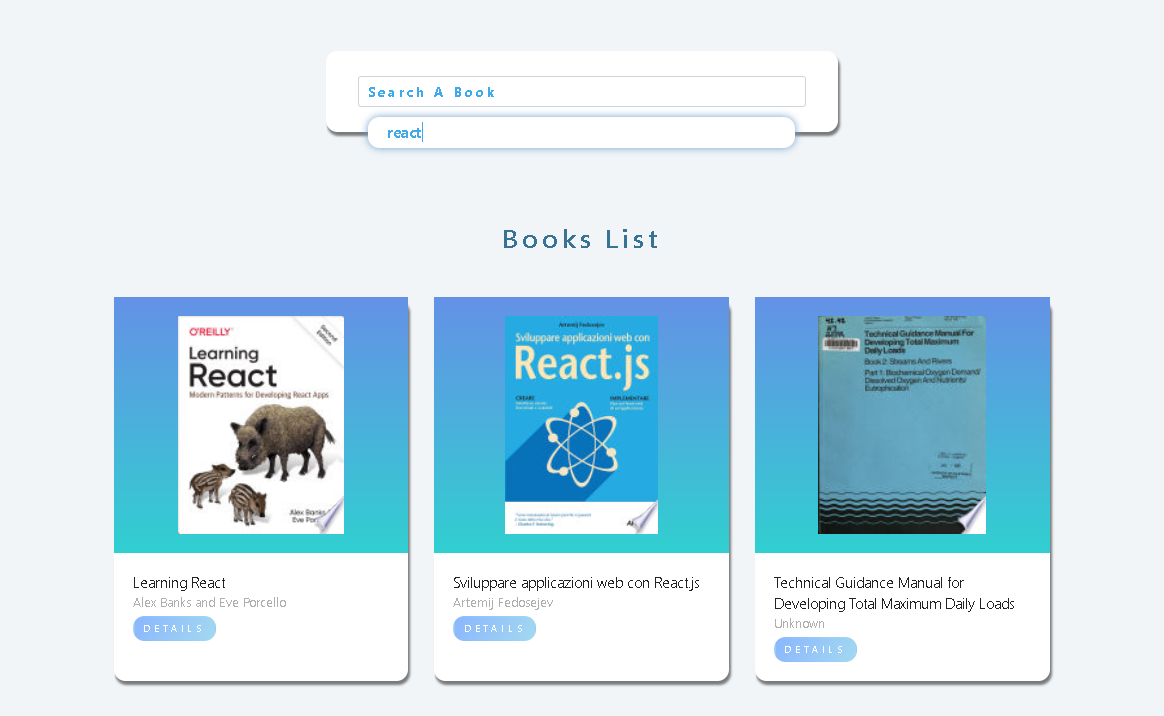 Search A Book
react
Books List
O'REILLY
Second
Edition
Learning
React
Modern Patterns for Developing React Apps
Alex Banks
Eve Por
Artemij Fedosejev
Sviluppare applicazioni web con
React.js
CREARE
IMPLEMENTARE
Technical Guidance Manual For
Developing Total Maximum
Daily Loads
Book 2: Streams And Rivers
Part 1: Biochemical Oxygen Demand/
Dissolved Oxygen And Nutrients/
Eutrophication
Learning React
Alex Banks and Eve Porcello
DETAILS
Sviluppare applicazioni web con React.js
Artemij Fedosejev
DETAILS
Technical Guidance Manual for
Developing Total Maximum Daily Loads
Unknown
DETAILS